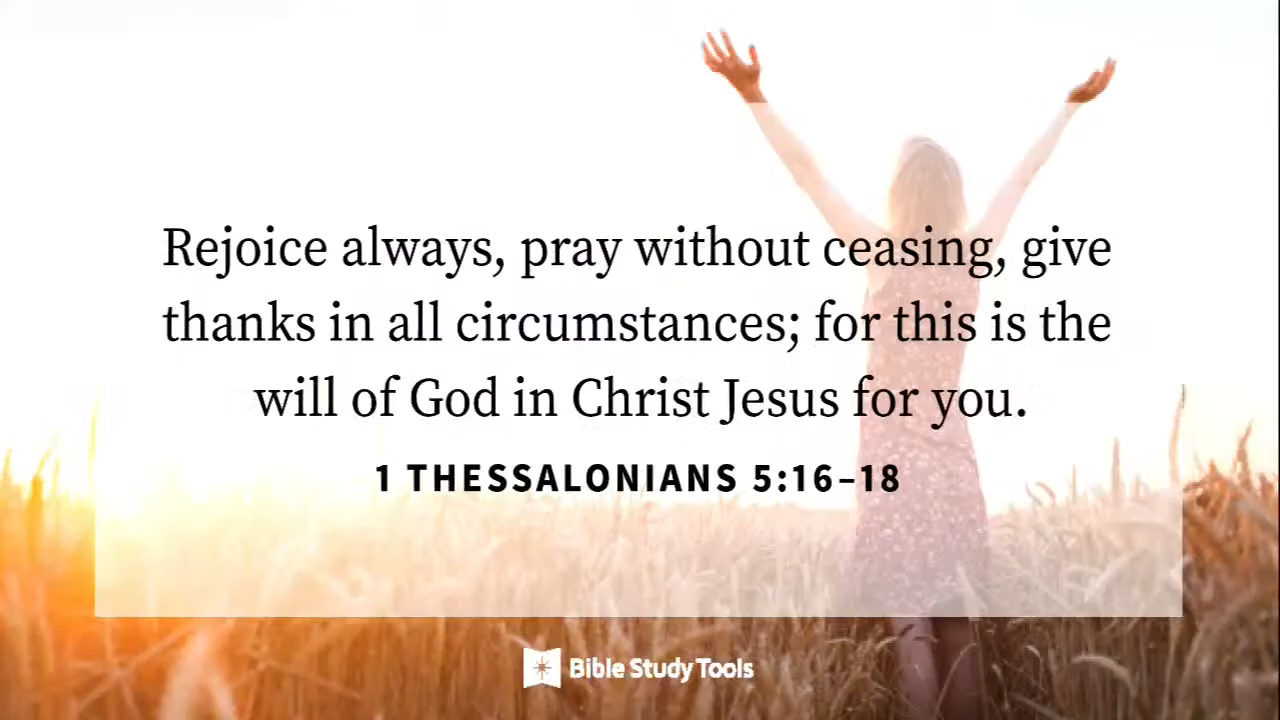 Rejoice always, pray without ceasing, give
thanks in all circumstances; for this is the
will of God in Christ Jesus for you.
1 THESSALONIANS 5:16–18
Bible Study Tools